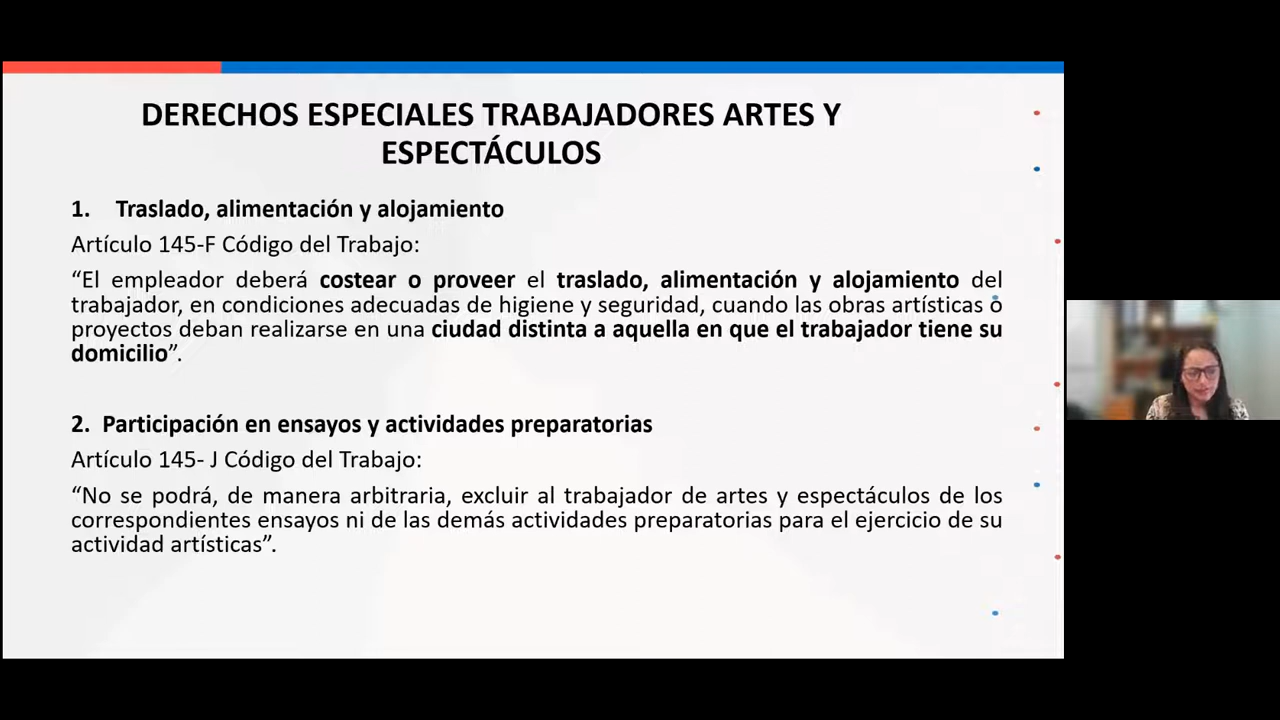 DERECHOS ESPECIALES TRABAJADORES ARTES Y
ESPECTÁCULOS
1. Traslado, alimentación y alojamiento
Artículo 145-F Código del Trabajo:
“El empleador deberá costear o proveer el traslado, alimentación y alojamiento del
trabajador, en condiciones adecuadas de higiene y seguridad, cuando las obras artísticas o
proyectos deban realizarse en una ciudad distinta a aquella en que el trabajador tiene su
domicilio”.
2. Participación en ensayos y actividades preparatorias
Artículo 145- J Código del Trabajo:
“No se podrá, de manera arbitraria, excluir al trabajador de artes y espectáculos de los
correspondientes ensayos ni de las demás actividades preparatorias para el ejercicio de su
actividad artísticas”.